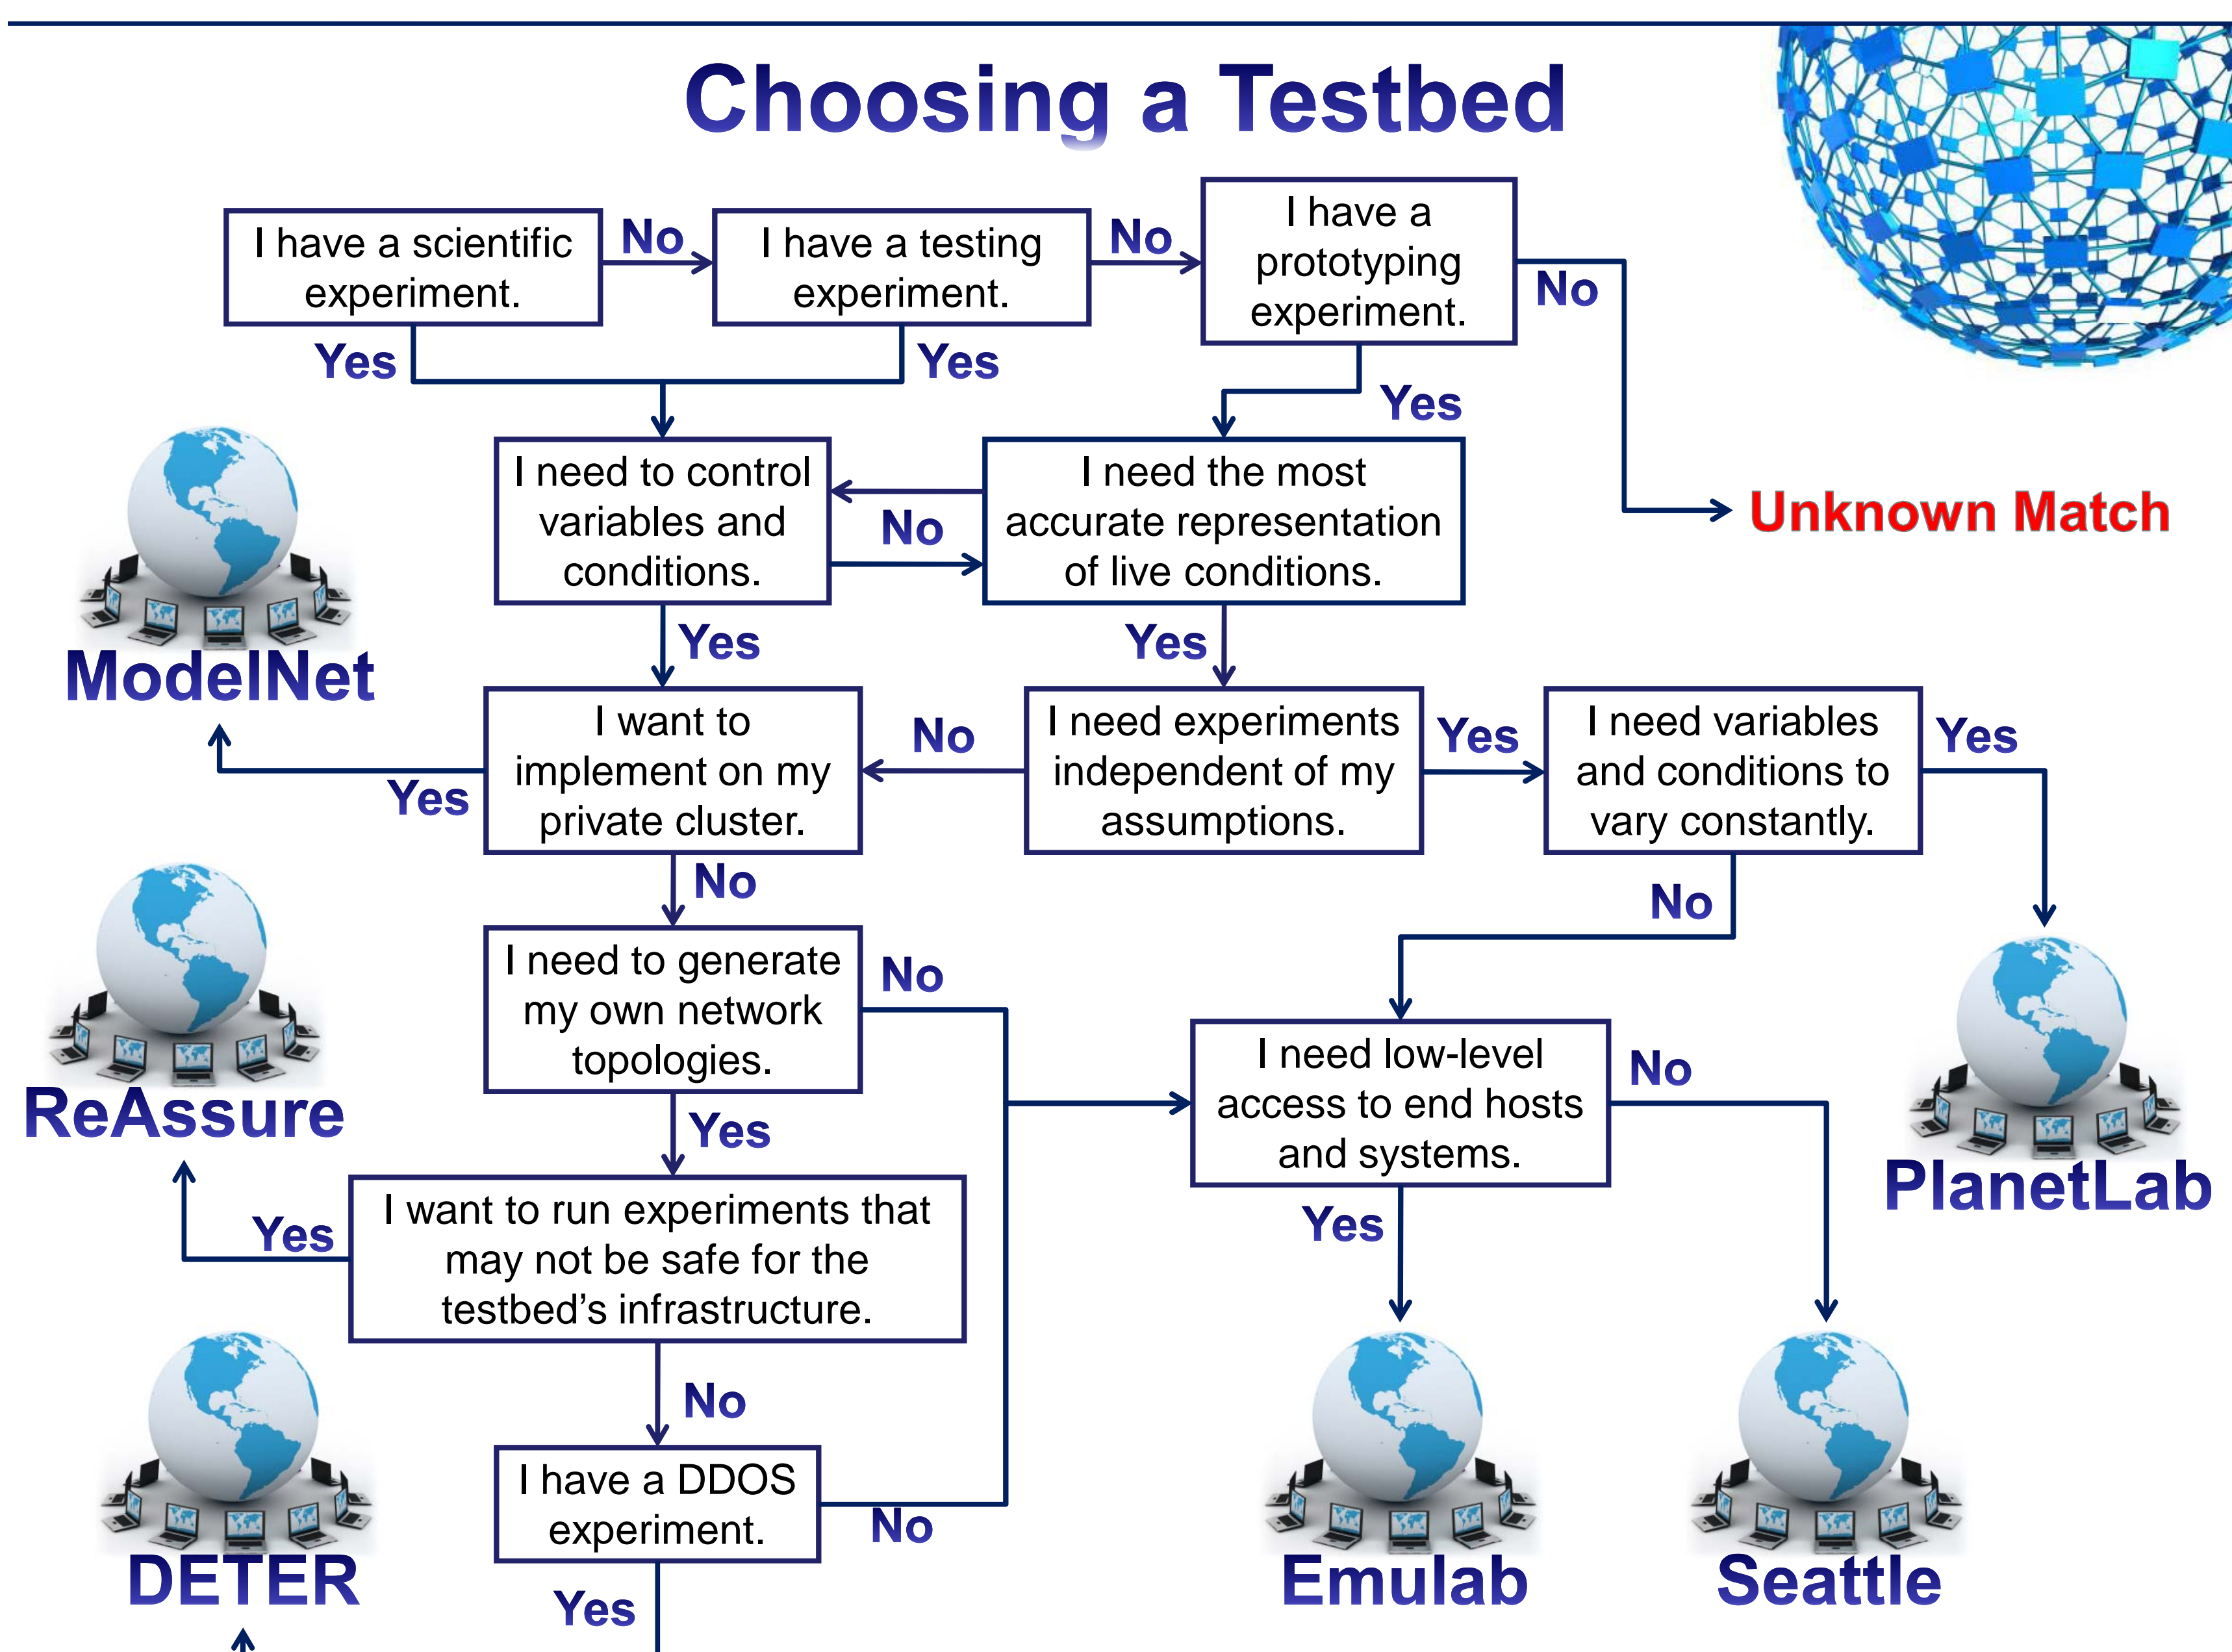 Choosing a Testbed
I have a scientific
experiment.
No
I have a testing
experiment.
No
I have a
prototyping
experiment.
No
Yes
Yes
Yes
I need to control
variables and
conditions.
No
I need the most
accurate representation
of live conditions.
Unknown Match
Yes
Yes
ModelNet
I want to
implement on my
private cluster.
No
I need experiments
independent of my
assumptions.
Yes
I need variables
and conditions to
vary constantly.
Yes
Yes
No
No
I need to generate
my own network
topologies.
No
I need low-level
access to end hosts
and systems.
No
ReAssure
Yes
PlanetLab
I want to run experiments that
may not be safe for the
testbed’s infrastructure.
Yes
Yes
No
I have a DDOS
experiment.
No
DETER
Yes
Emulab
Seattle